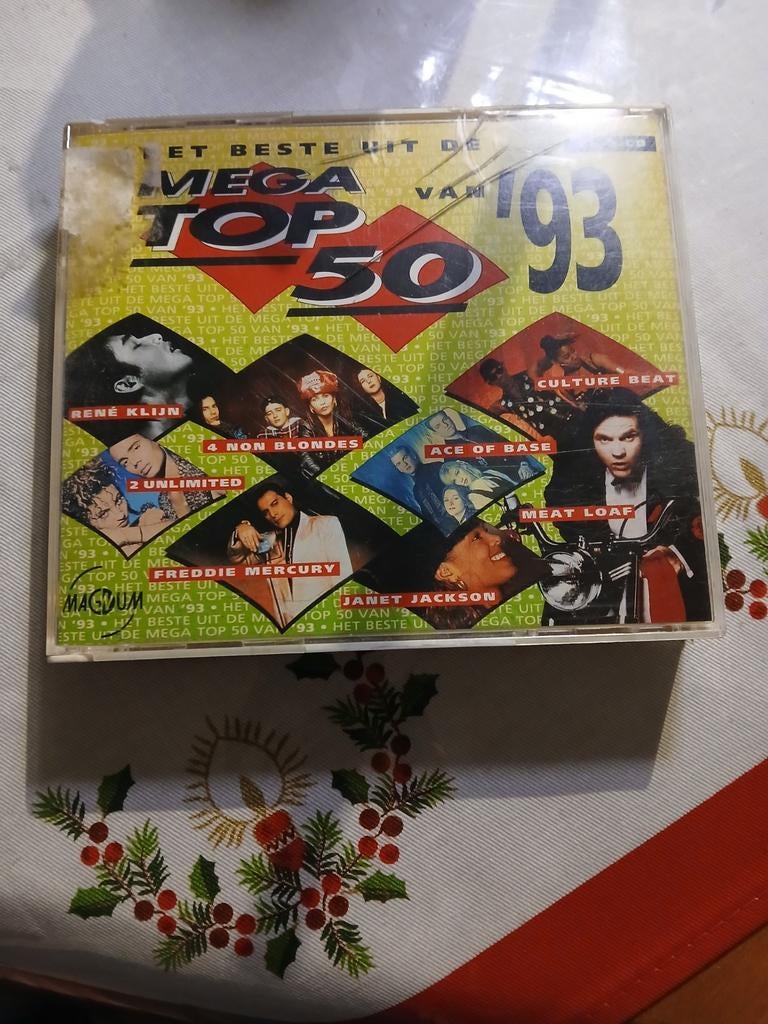 HET BESTE UIT DE
MEGA
TOP
50
VAN '93
RENÉ KLIJN
4 NON BLONDES
CULTURE BEAT
2 UNLIMITED
ACE OF BASE
MEAT LOAF
FREDDIE MERCURY
JANET JACKSON
MAGNUM